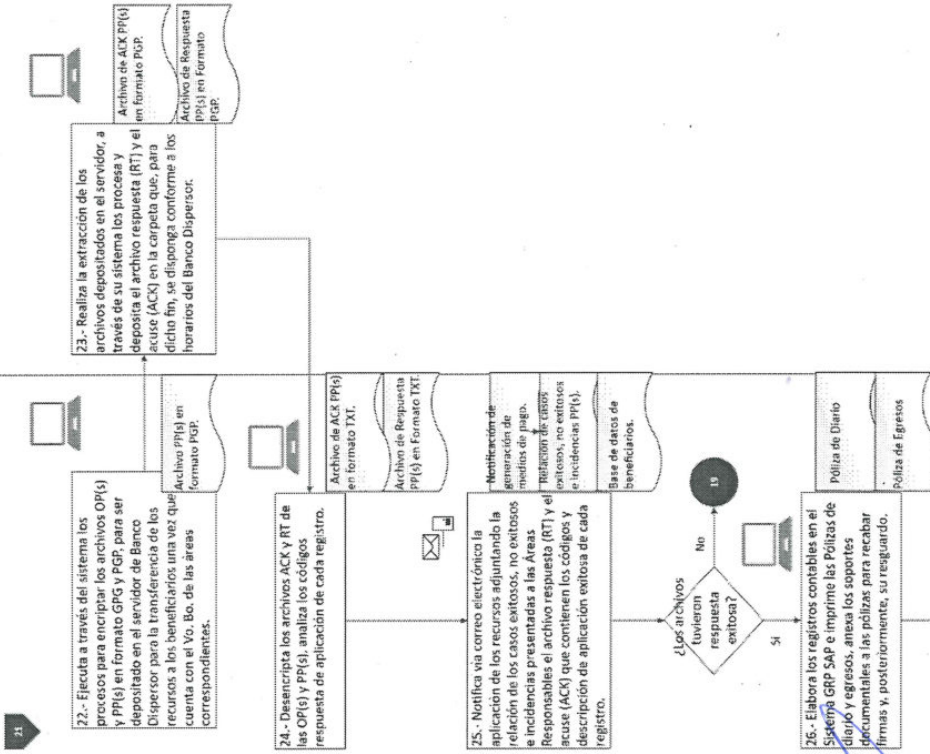 21
22.- Ejecuta a través del sistema los
procesos para encriptar los archivos OP(s)
y PP(s) en formato GPG y PGP, para ser
depositado en el servidor de Banco
Dispersor para la transferencia de los
recursos a los beneficiarios una vez que
cuenta con el Vo. Bo. de las áreas
correspondientes.
Archivo PP(s) en
formato PGP.
23.- Realiza la extracción de los
archivos depositados en el servidor, a
través de su sistema los procesa y
deposita el archivo respuesta (RT) y el
acuse (ACK) en la carpeta que, para
dicho fin, se disponga conforme a los
horarios del Banco Dispersor.
Archivo de ACK PP(s)
en formato PGP.
Archivo de Respuesta
PP(s) en Formato
PGP.
24.- Desencripta los archivos ACK y RT de
las OP(s) y PP(s), analiza los códigos
respuesta de aplicación de cada registro.
Archivo de ACK PP(s)
en formato TXT.
Archivo de Respuesta
PP(s) en Formato TXT.
25.- Notifica vía correo electrónico la
aplicación de los recursos adjuntando la
relación de los casos exitosos, no exitosos
e incidencias presentadas a las Áreas
Responsables el archivo respuesta (RT) y el
acuse (ACK) que contienen los códigos y
descripción de aplicación exitosa de cada
registro.
Notificación de
generación de
medios de pago.
Relación de casos
exitosos, no exitosos
e incidencias PP(s).
Base de datos de
beneficiarios.
¿Los archivos
tuvieron
respuesta
exitosa?
No
19
Sí
26.- Elabora los registros contables en el
Sistema GRP SAP e imprime las Pólizas de
diario y egresos, anexa los soportes
documentales a las pólizas para recabar
firmas y, posteriormente, su resguardo.
Póliza de Diario
Póliza de Egresos